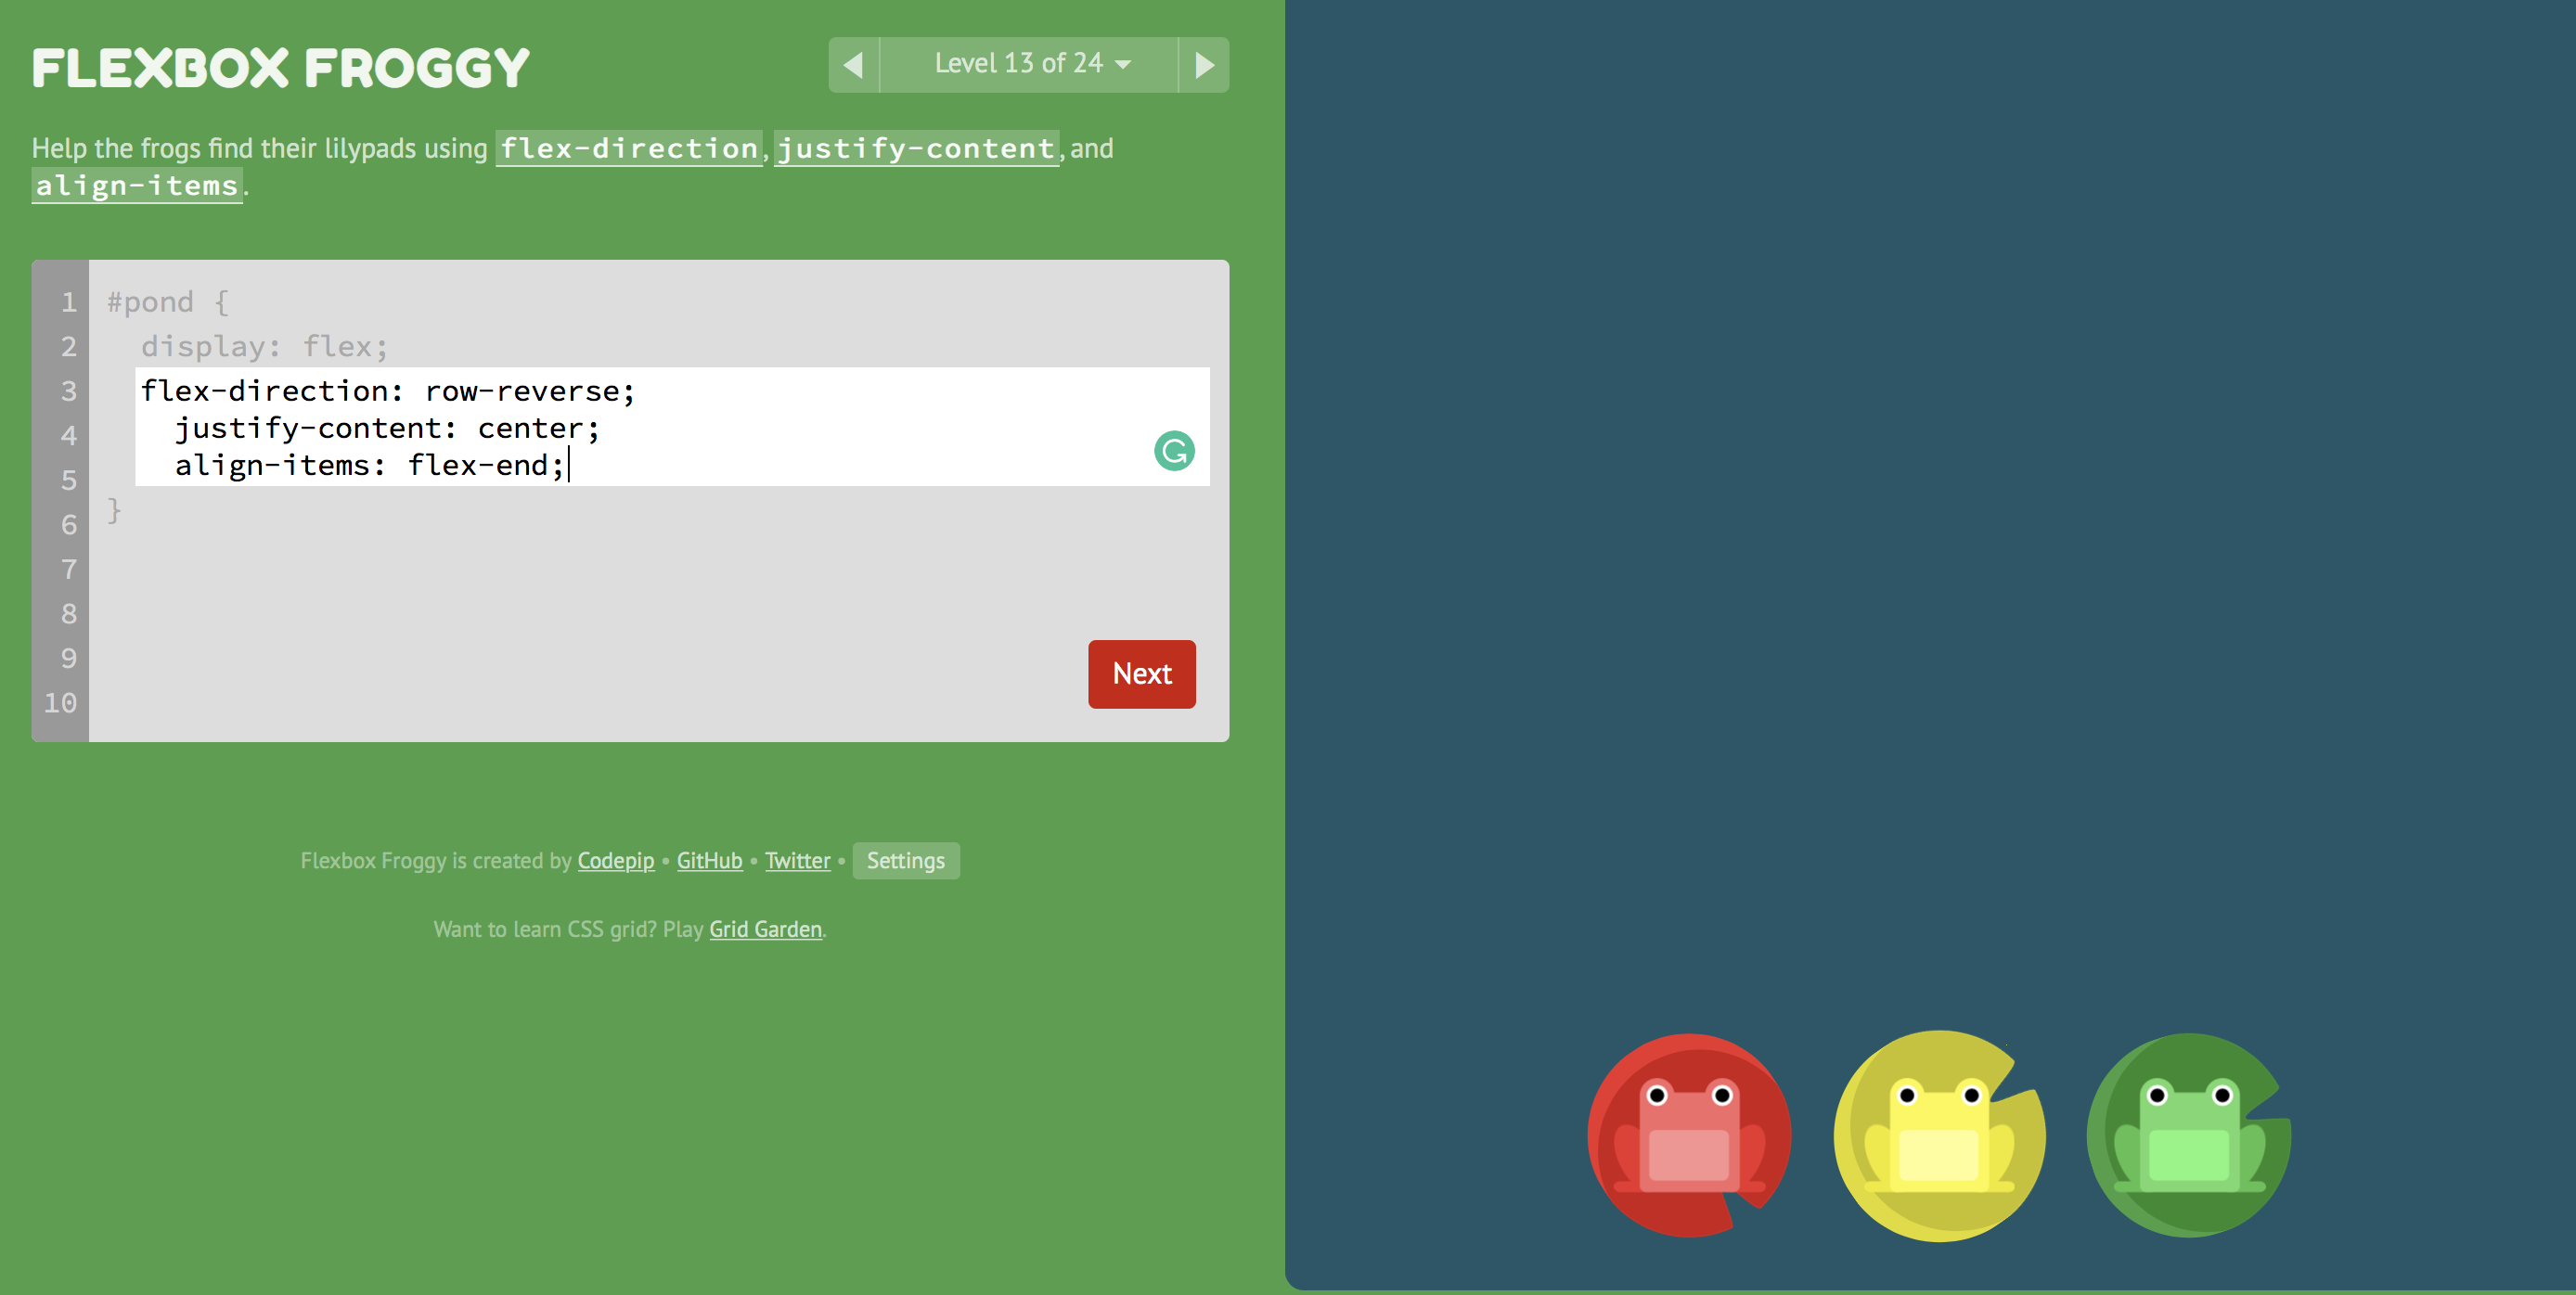 FLEXBOX FROGGY
Level 13 of 24
Help the frogs find their lilypads using flex-direction, justify-content, and
align-items.
1 #pond {
2 display: flex;
3 flex-direction: row-reverse;
4 justify-content: center;
5 align-items: flex-end;
6 }
7
8
9
10
Next
Flexbox Froggy is created by Codepip • GitHub • Twitter • Settings
Want to learn CSS grid? Play Grid Garden.